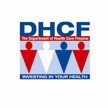 DHCF
The Department of Health Care Finance
INVESTING IN YOUR HEALTH